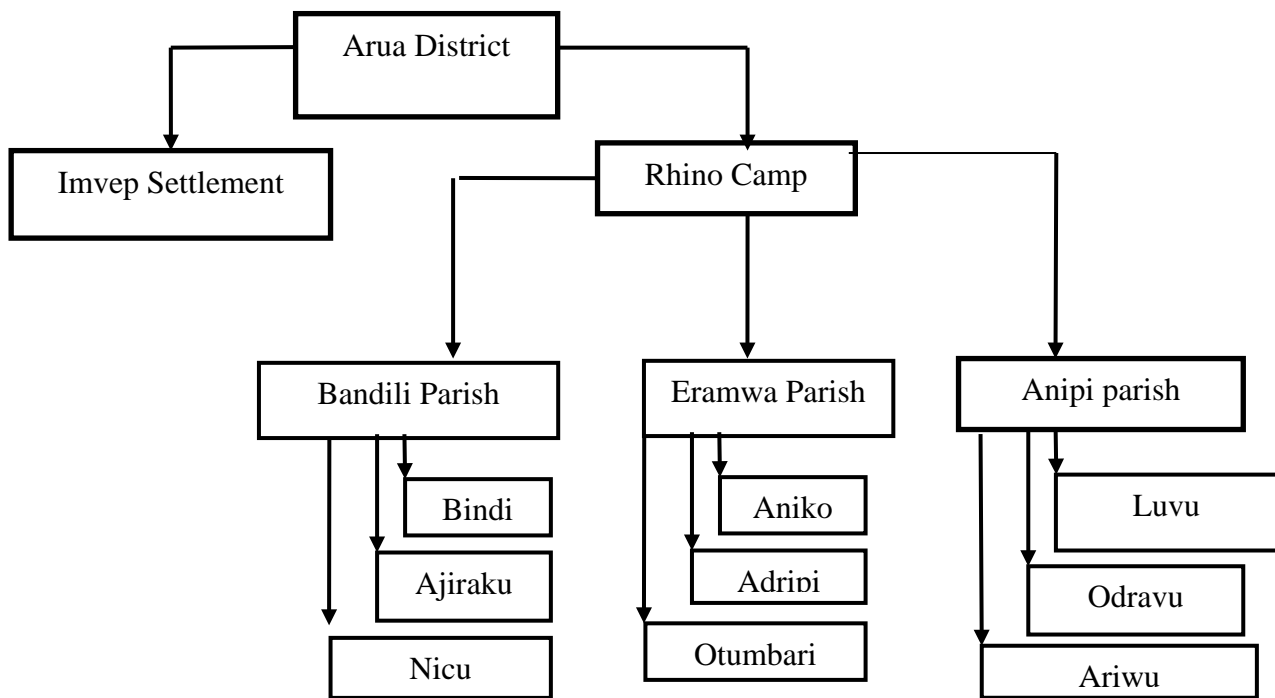 Arua District
Imvep Settlement
Rhino Camp
Bandili Parish
Eramwa Parish
Anipi parish
Bindi
Aniko
Luvu
Ajiraku
Adripi
Odravu
Nicu
Otumbari
Ariwu